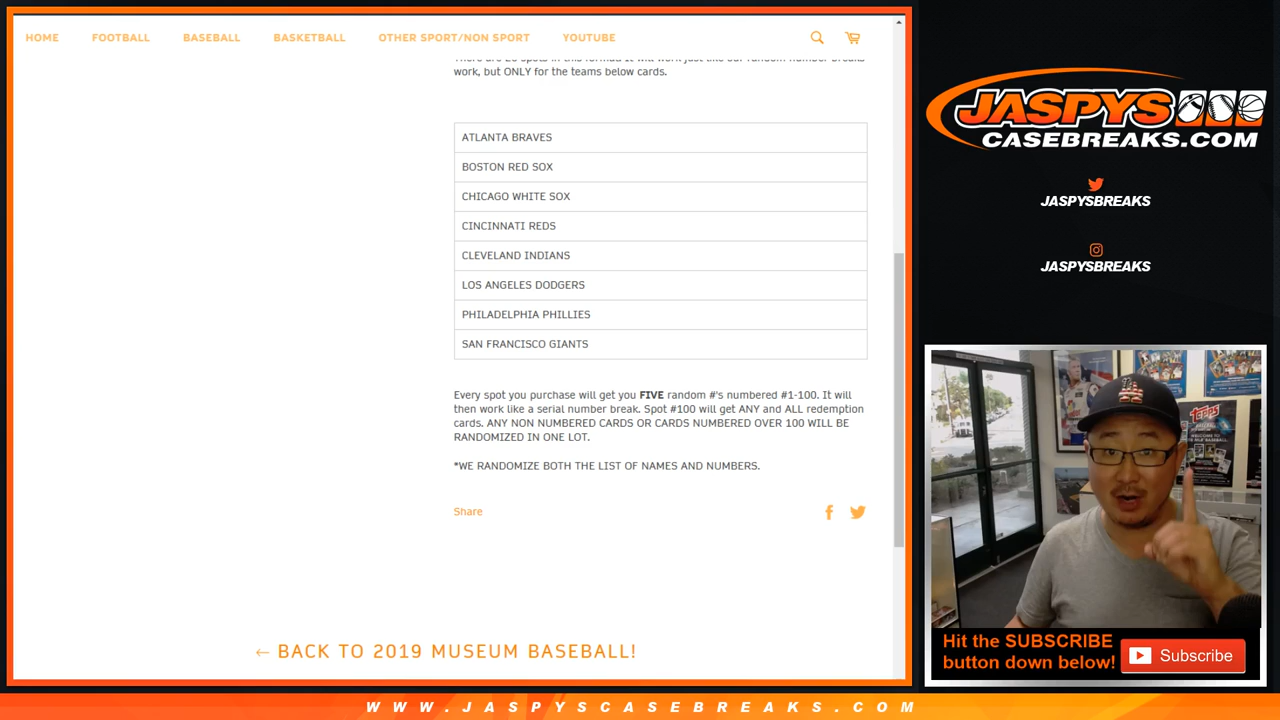 HOME FOOTBALL BASEBALL BASKETBALL OTHER SPORT/NON SPORT YOUTUBE
work, but ONLY for the teams below cards.
ATLANTA BRAVES
BOSTON RED SOX
CHICAGO WHITE SOX
CINCINNATI REDS
CLEVELAND INDIANS
LOS ANGELES DODGERS
PHILADELPHIA PHILLIES
SAN FRANCISCO GIANTS
Every spot you purchase will get you FIVE random #'s numbered #1-100. It will
then work like a serial number break. Spot #100 will get ANY and ALL redemption
cards. ANY NON NUMBERED CARDS OR CARDS NUMBERED OVER 100 WILL BE
RANDOMIZED IN ONE LOT.
*WE RANDOMIZE BOTH THE LIST OF NAMES AND NUMBERS.
Share
← BACK TO 2019 MUSEUM BASEBALL!
JASPYS
CASEBREAKS.COM
JASPYSBREAKS
JASPYSBREAKS
TOPPS
Hit the SUBSCRIBE
button down below!
Subscribe
WWW.JASPYSCASEBREAKS.COM